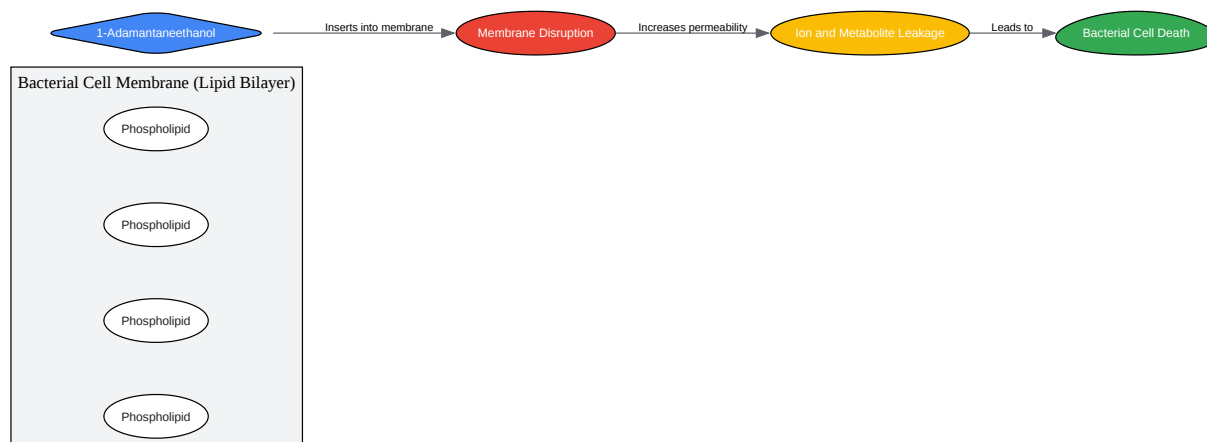 1-Adamantaneethanol
Inserts into membrane
Membrane Disruption
Increases permeability
Ion and Metabolite Leakage
Leads to
Bacterial Cell Death
Bacterial Cell Membrane (Lipid Bilayer)
Phospholipid
Phospholipid
Phospholipid
Phospholipid